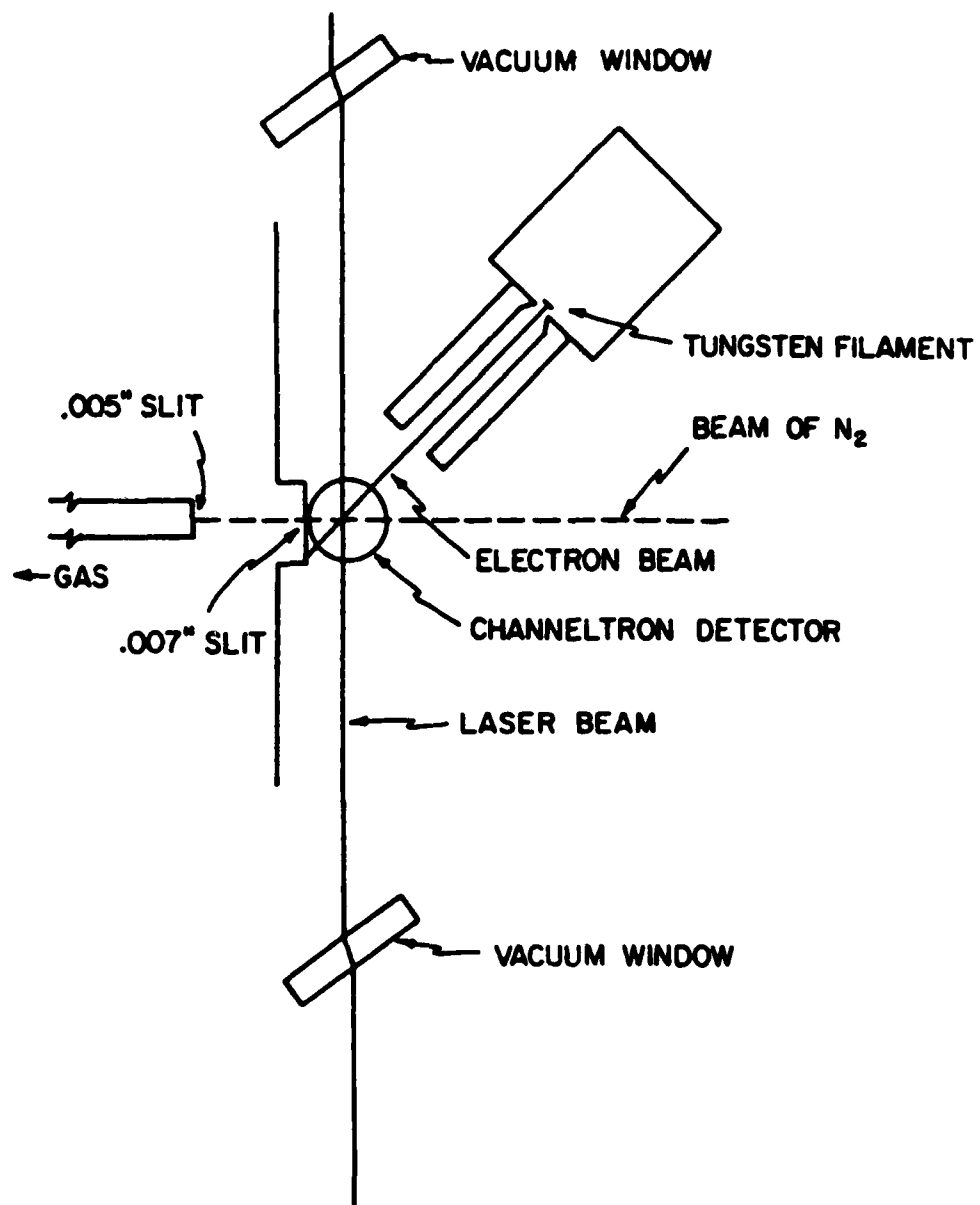 VACUUM WINDOW
TUNGSTEN FILAMENT
.005" SLIT
BEAM OF N₂
ELECTRON BEAM
GAS
CHANNELTRON DETECTOR
.007" SLIT
LASER BEAM
VACUUM WINDOW